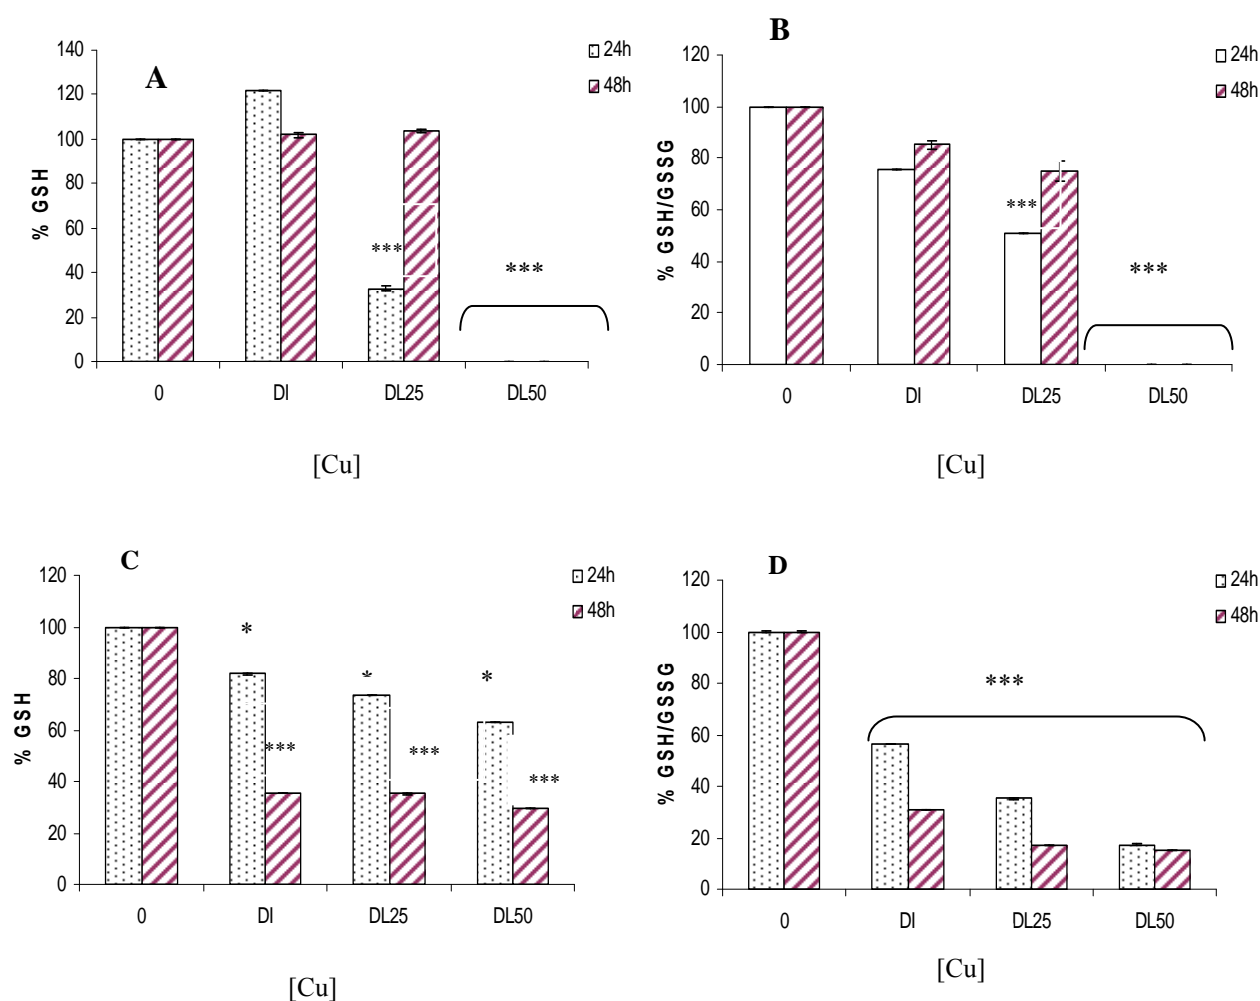 A
140
120
100
80
60
40
20
0
% GSH
24h
48h
***
***
0 DI DL25 DL50
[Cu]
B
120
100
80
60
40
20
0
% GSH/GSSG
24h
48h
***
***
0 DI DL25 DL50
[Cu]
C
120
100
80
60
40
20
0
% GSH
24h
48h
*
***
*
***
*
***
0 DI DL25 DL50
[Cu]
D
120
100
80
60
40
20
0
% GSH/GSSG
24h
48h
***
0 DI DL25 DL50
[Cu]